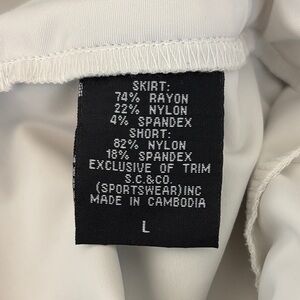 SKIRT:
74% RAYON
22% NYLON
4% SPANDEX
SHORT:
82% NYLON
18% SPANDEX
EXCLUSIVE OF TRIM
S.C.&CO.
(SPORTSWEAR)INC
MADE IN CAMBODIA
L